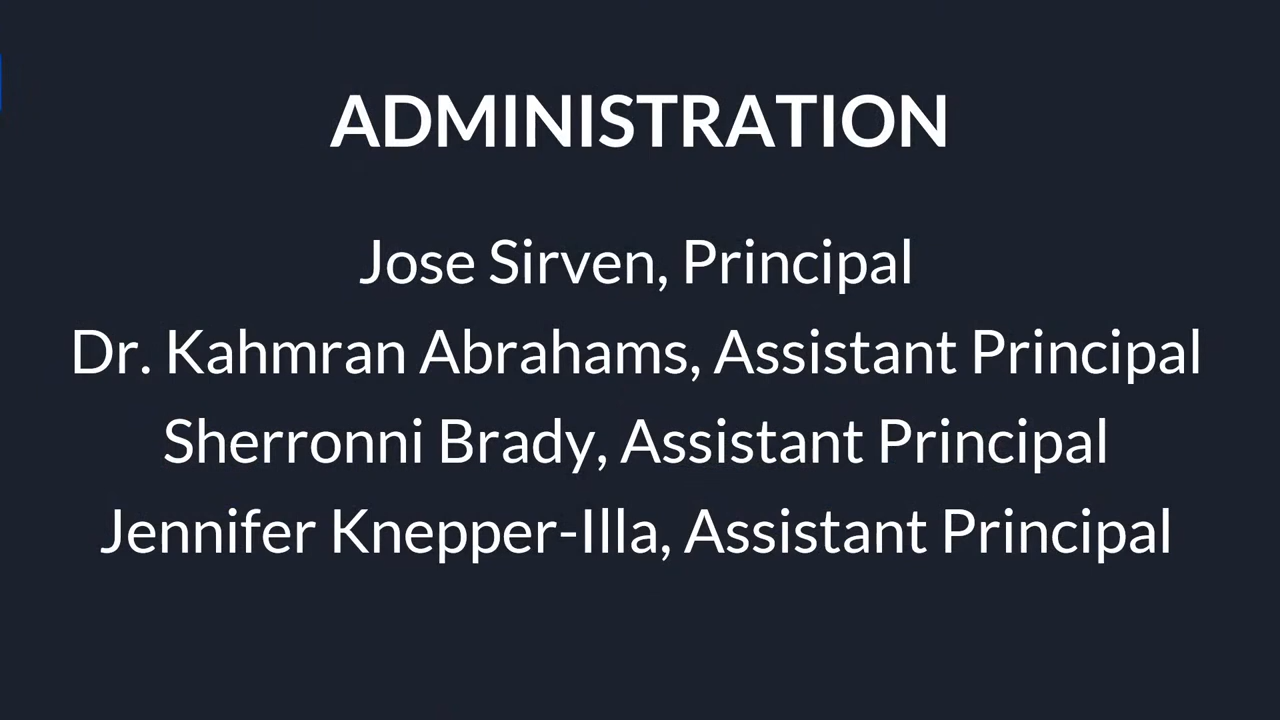 ADMINISTRATION
Jose Sirven, Principal
Dr. Kahmran Abrahams, Assistant Principal
Sherronni Brady, Assistant Principal
Jennifer Knepper-Illa, Assistant Principal